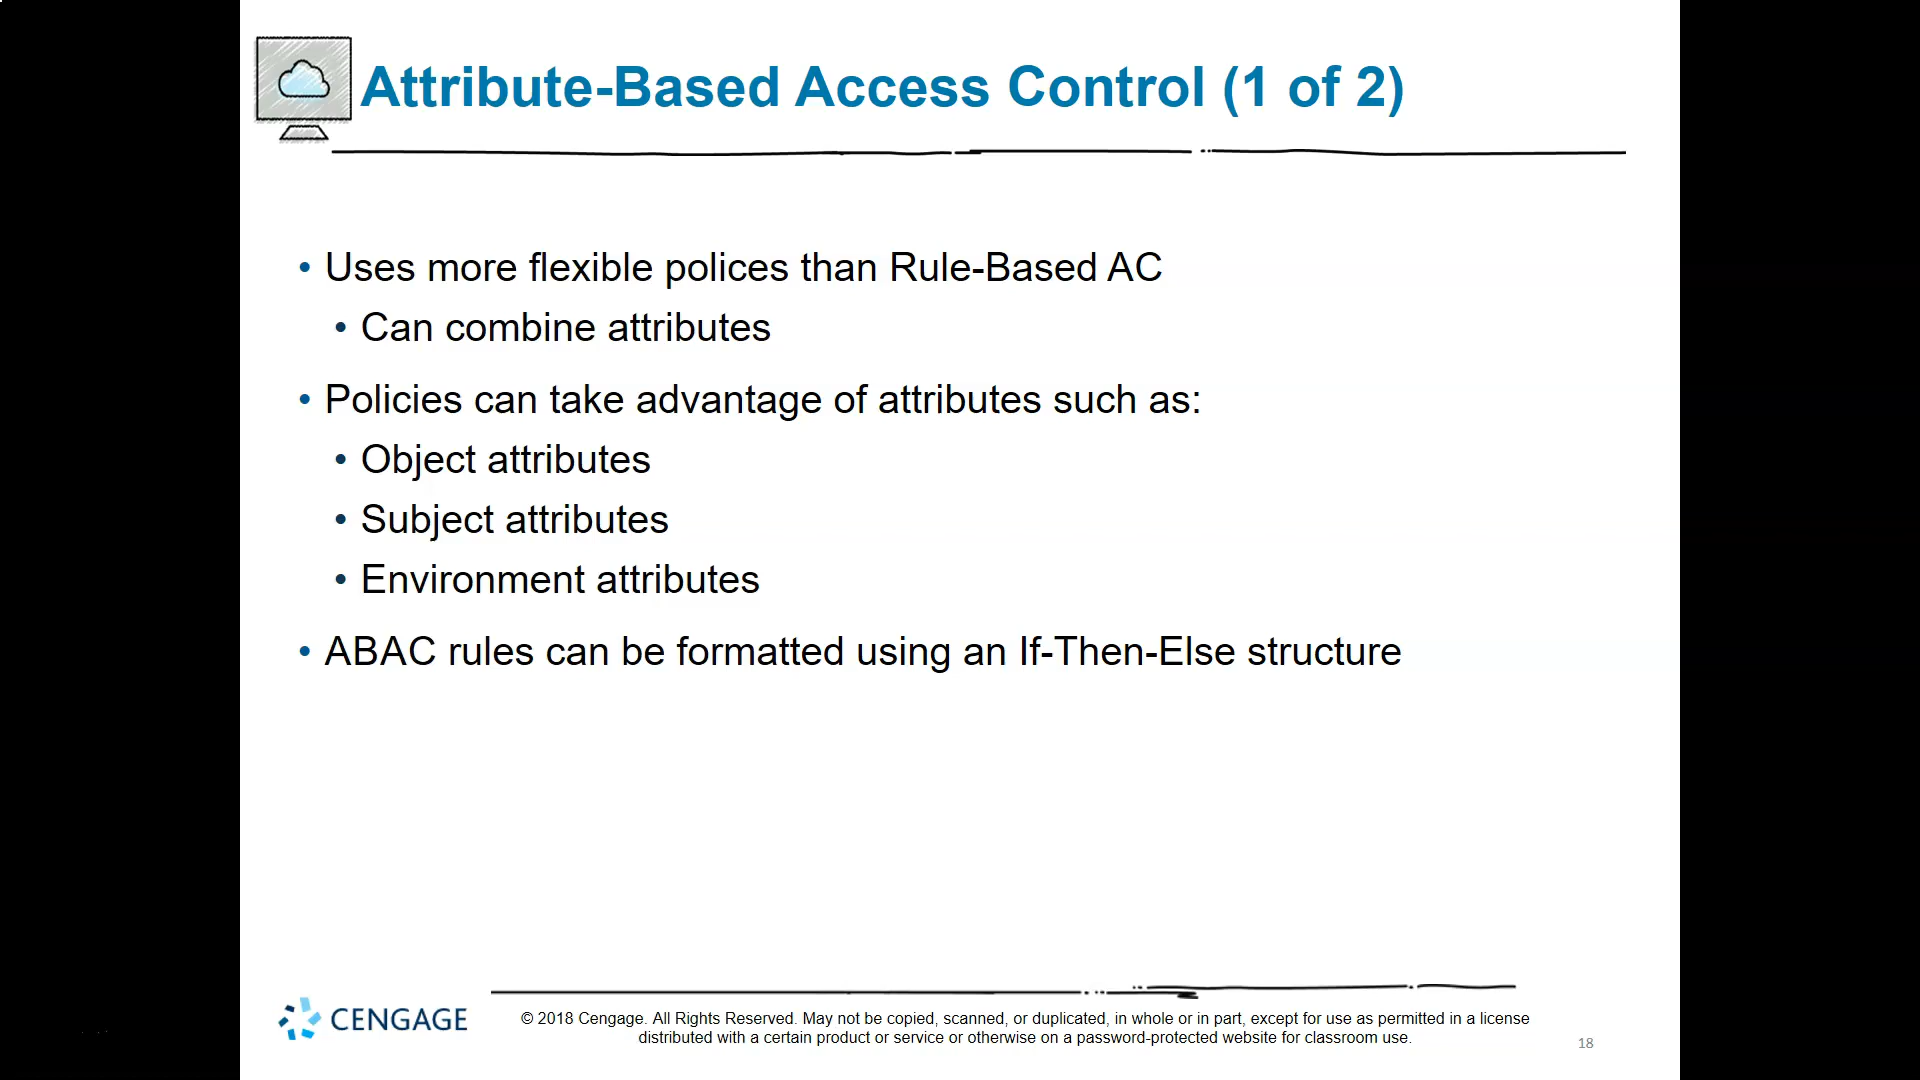 Attribute-Based Access Control (1 of 2)
• Uses more flexible polices than Rule-Based AC
• Can combine attributes
• Policies can take advantage of attributes such as:
• Object attributes
• Subject attributes
• Environment attributes
• ABAC rules can be formatted using an If-Then-Else structure
CENGAGE
© 2018 Cengage. All Rights Reserved. May not be copied, scanned, or duplicated, in whole or in part, except for use as permitted in a license
distributed with a certain product or service or otherwise on a password-protected website for classroom use.
18